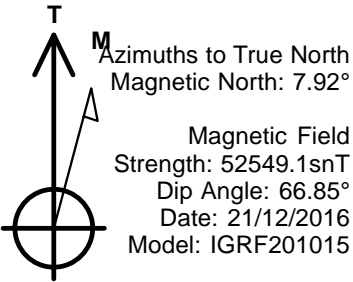 T
M
Azimuths to True North
Magnetic North: 7.92°
Magnetic Field
Strength: 52549.1snT
Dip Angle: 66.85°
Date: 21/12/2016
Model: IGRF201015